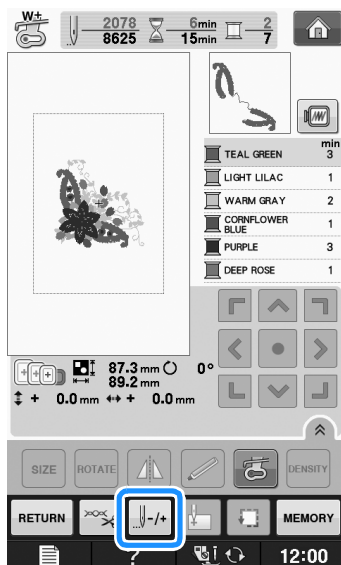 W+
2078
8625
6min
15min
2
7
min
TEAL GREEN 3
LIGHT LILAC 1
WARM GRAY 2
CORNFLOWER
BLUE 1
PURPLE 3
DEEP ROSE 1
87.3 mm 0°
89.2 mm
+ 0.0 mm + 0.0 mm
SIZE ROTATE DENSITY
RETURN -/+ MEMORY
? 12:00